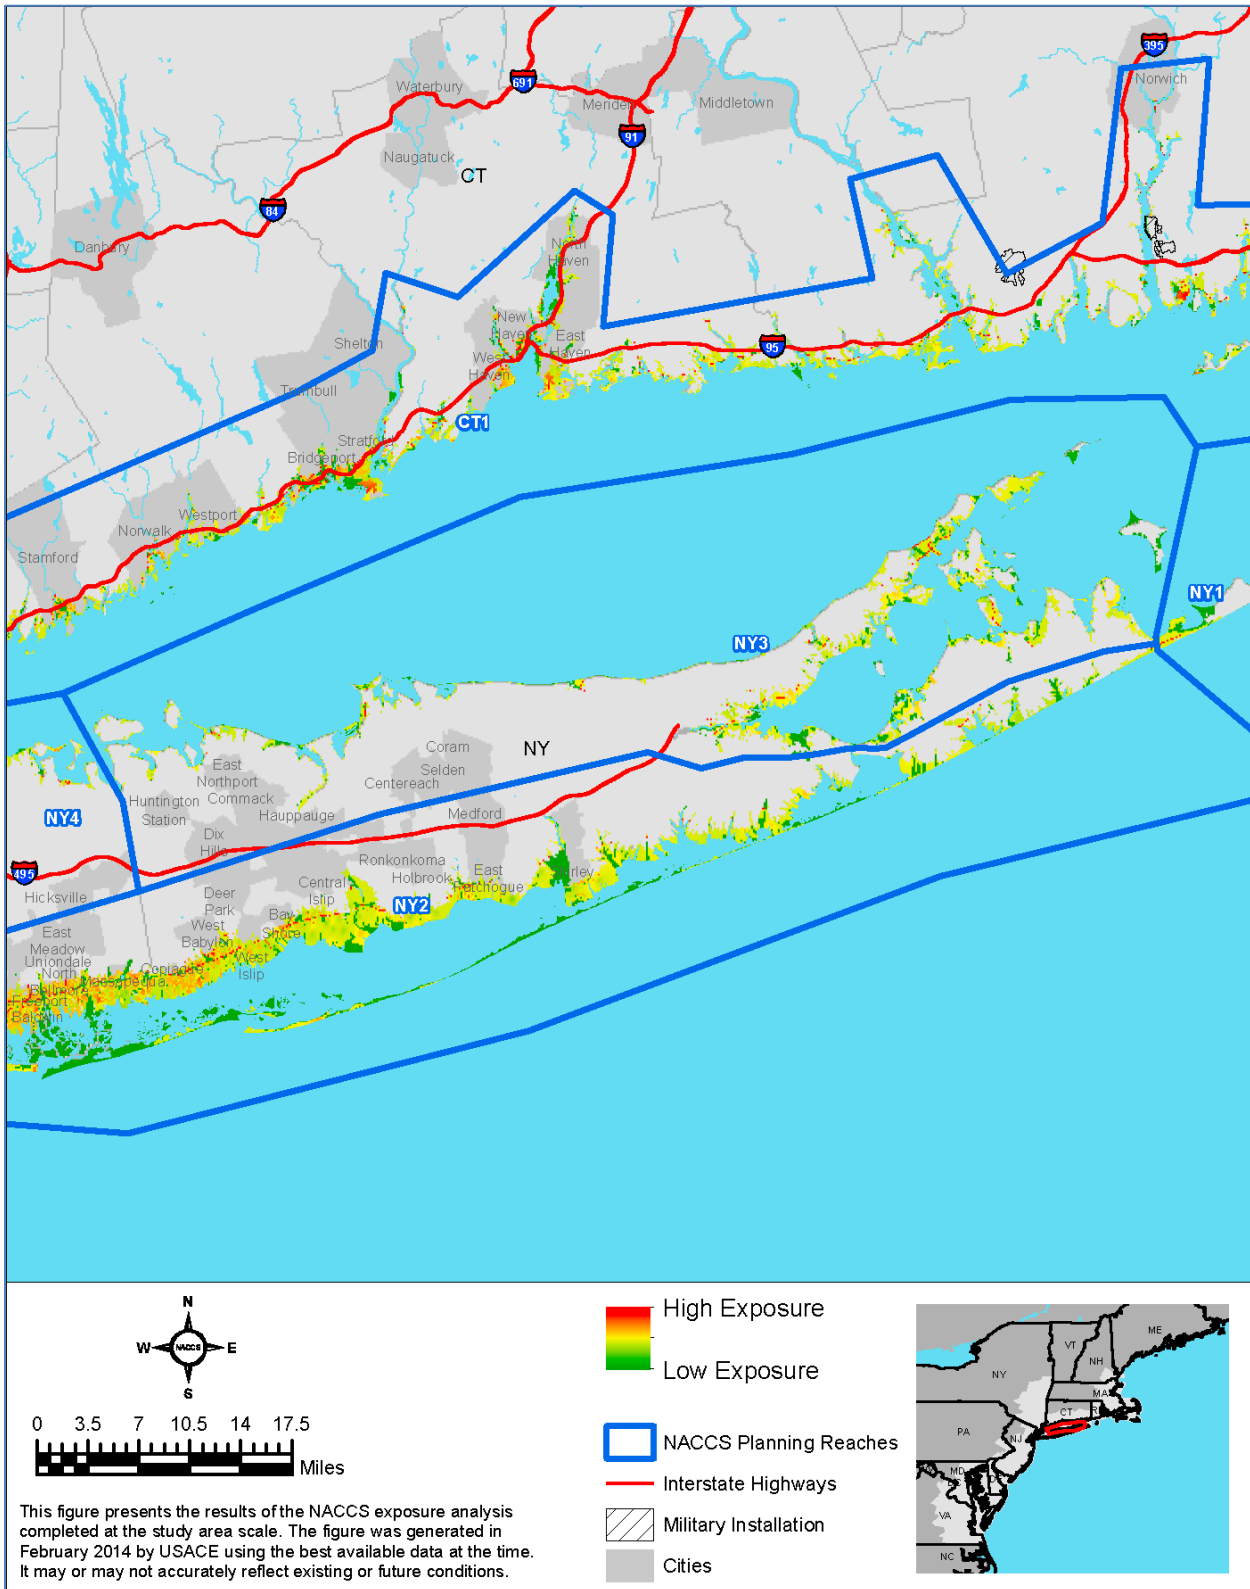 395
Norwich
Waterbury
691
Meriden
Middletown
91
Naugatuck
CT
84
Danbury
North
Haven
New
Haven
East
Haven
West
Haven
95
Shelton
Trumbull
CT1
Stratford
Bridgeport
Westport
Norwalk
Stamford
NY1
NY3
NY
Coram
Selden
Centereach
East
Northport
Commack
Huntington
Station
Hauppauge
Medford
NY4
Dix
Hills
495
Hicksville
Ronkonkoma
Holbrook
East
Patchogue
Central
Islip
Deer
Park
NY2
Bay
Shore
West
Babylon
East
Meadow
Uniondale
North
Bellmore
Copiague
Massapequa
West
Islip
Freeport
Baldwin
N
W
NACCS
E
S
0 3.5 7 10.5 14 17.5
Miles
This figure presents the results of the NACCS exposure analysis
completed at the study area scale. The figure was generated in
February 2014 by USACE using the best available data at the time.
It may or may not accurately reflect existing or future conditions.
High Exposure
Low Exposure
NACCS Planning Reaches
Interstate Highways
Military Installation
Cities
ME
VT
NH
NY
MA
CT
PA
NJ
MD
VA
NC